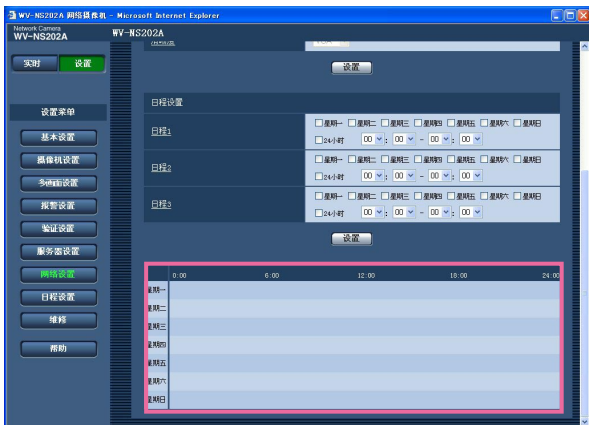 WV-NS202A 网络摄像机 - Microsoft Internet Explorer
Network Camera
WV-NS202A
WV-NS202A
实时 设置
设置
设置菜单
基本设置
摄像机设置
多画面设置
报警设置
验证设置
服务器设置
网络设置
日程设置
维修
帮助
日程设置
日程1
星期一 星期二 星期三 星期四 星期五 星期六 星期日
24小时 00 : 00 - 00 : 00
日程2
星期一 星期二 星期三 星期四 星期五 星期六 星期日
24小时 00 : 00 - 00 : 00
日程3
星期一 星期二 星期三 星期四 星期五 星期六 星期日
24小时 00 : 00 - 00 : 00
设置
0:00 6:00 12:00 18:00 24:00
星期一
星期二
星期三
星期四
星期五
星期六
星期日